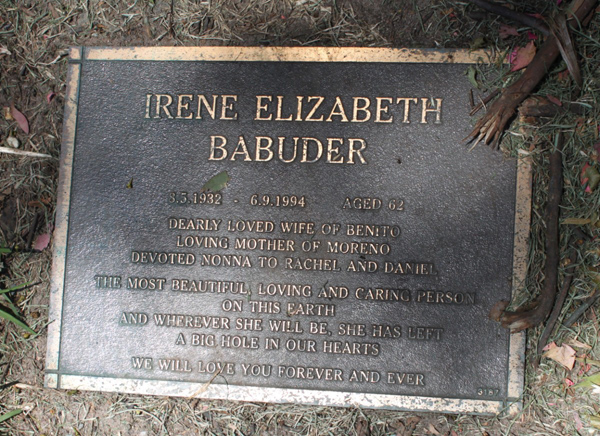 IRENE ELIZABETH
BABUDER
3.5.1932 - 6.9.1994 AGED 62
DEARLY LOVED WIFE OF BENITO
LOVING MOTHER OF MORENO
DEVOTED NONNA TO RACHEL AND DANIEL
THE MOST BEAUTIFUL, LOVING AND CARING PERSON
ON THIS EARTH
AND WHEREVER SHE WILL BE, SHE HAS LEFT
A BIG HOLE IN OUR HEARTS
WE WILL LOVE YOU FOREVER AND EVER